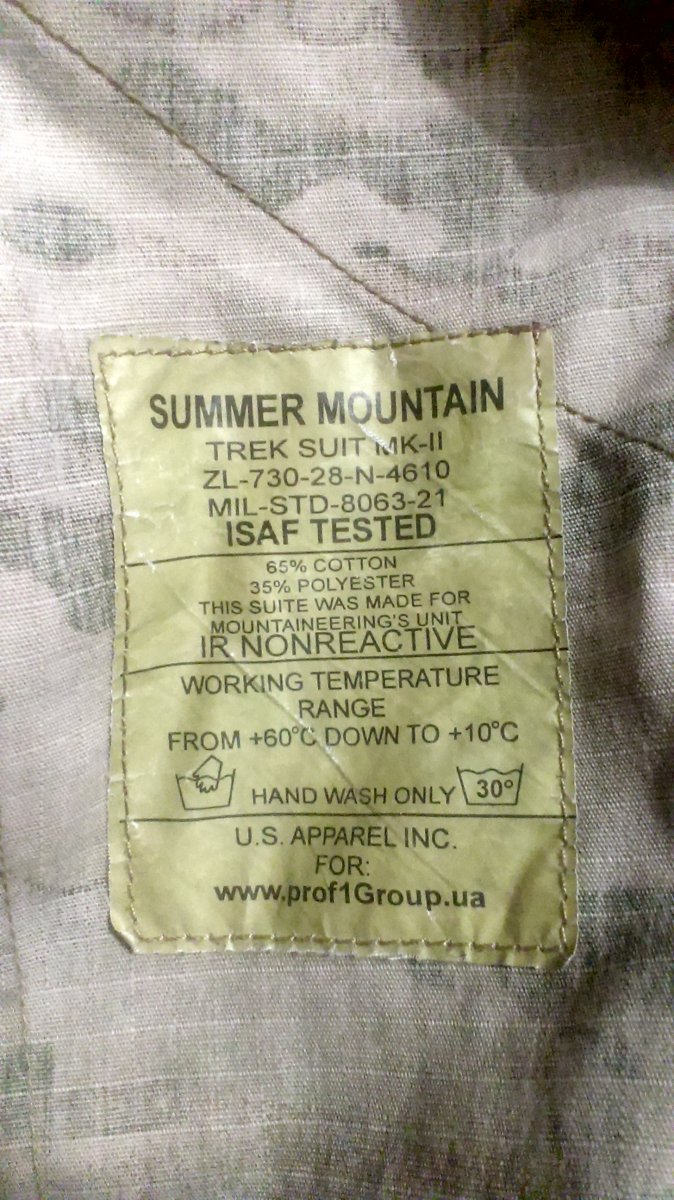 SUMMER MOUNTAIN
TREK SUIT MK-II
ZL-730-28-N-4610
MIL-STD-8063-21
ISAF TESTED
65% COTTON
35% POLYESTER
THIS SUITE WAS MADE FOR
MOUNTAINEERING'S UNIT
IR NONREACTIVE
WORKING TEMPERATURE
RANGE
FROM +60°C DOWN TO +10°C
HAND WASH ONLY 30°
U.S. APPAREL INC.
FOR:
www.prof1Group.ua